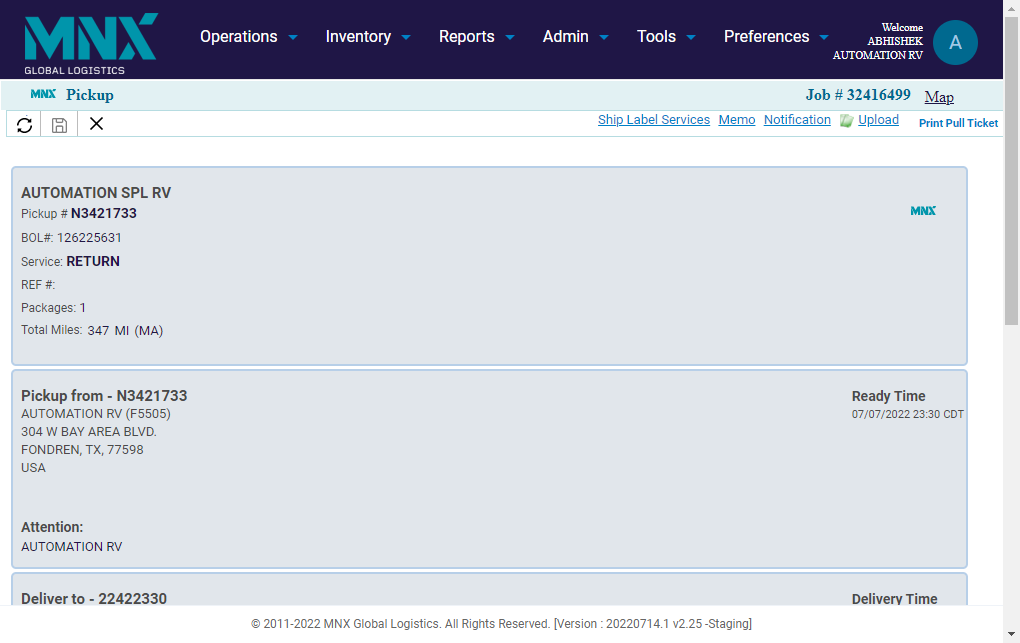 MNX
GLOBAL LOGISTICS
Operations Inventory Reports Admin Tools Preferences
Welcome
ABHISHEK
AUTOMATION RV
A
MNX Pickup Job # 32416499 Map
Ship Label Services Memo Notification Upload Print Pull Ticket
AUTOMATION SPL RV
Pickup # N3421733
MNX
BOL#: 126225631
Service: RETURN
REF #:
Packages: 1
Total Miles: 347 MI (MA)
Pickup from - N3421733 Ready Time
AUTOMATION RV (F5505) 07/07/2022 23:30 CDT
304 W BAY AREA BLVD.
FONDREN, TX, 77598
USA
Attention:
AUTOMATION RV
Deliver to - 22422330 Delivery Time
© 2011-2022 MNX Global Logistics. All Rights Reserved. [Version : 20220714.1 v2.25 -Staging]